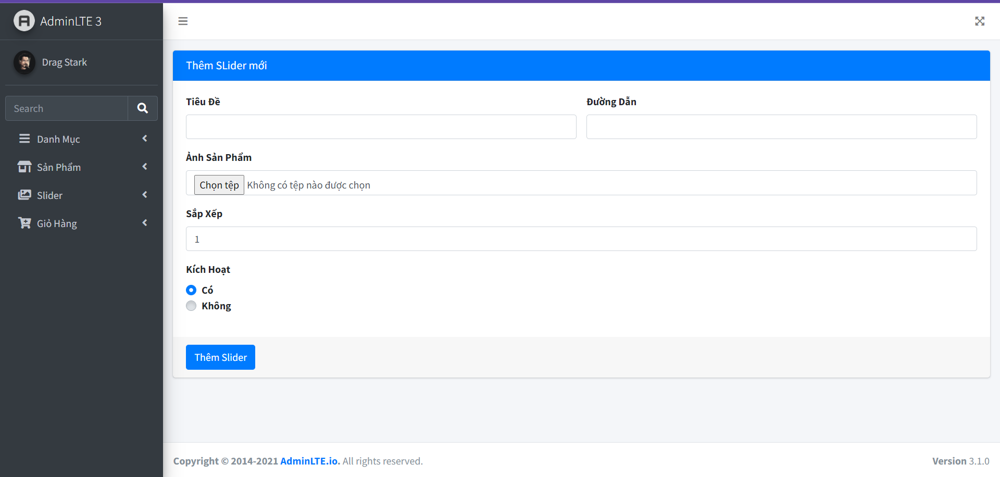 AdminLTE 3
Drag Stark
Search
Danh Mục
Sản Phẩm
Slider
Giỏ Hàng
Thêm SLider mới
Tiêu Đề
Đường Dẫn
Ảnh Sản Phẩm
Chọn tệp Không có tệp nào được chọn
Sắp Xếp
1
Kích Hoạt
Có
Không
Thêm Slider
Copyright © 2014-2021 AdminLTE.io. All rights reserved.
Version 3.1.0